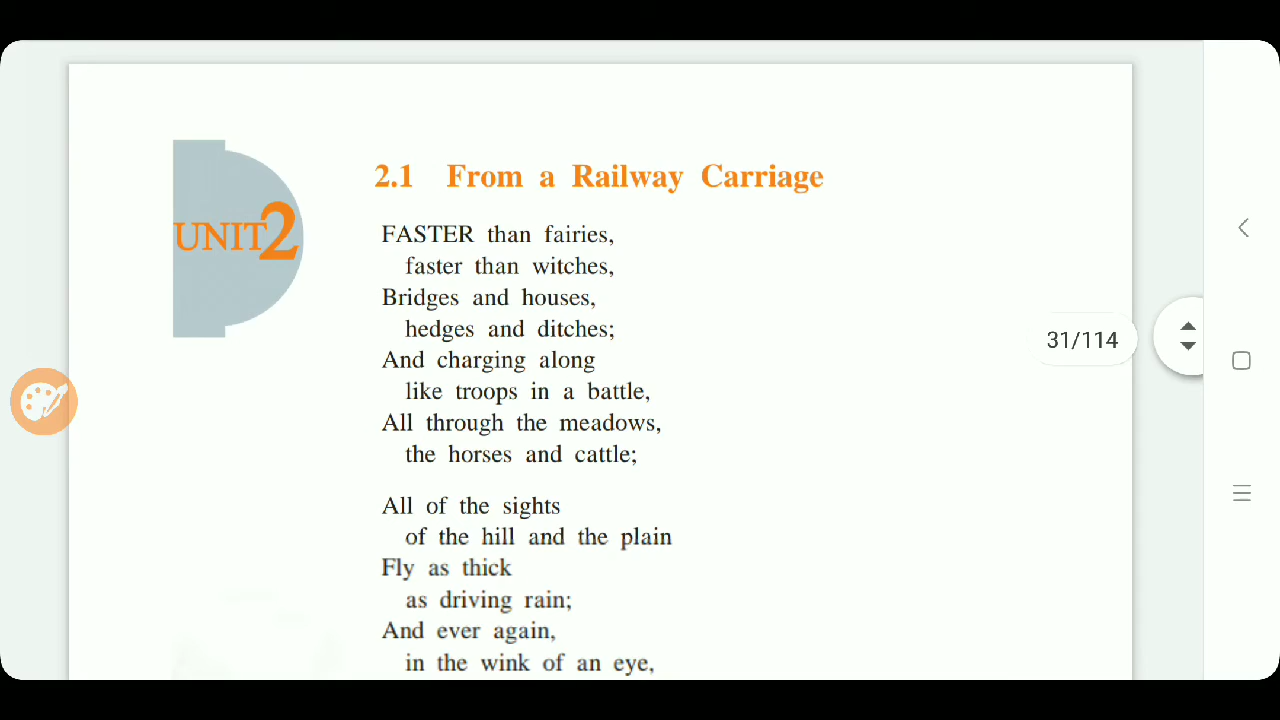 UNIT2
2.1 From a Railway Carriage
FASTER than fairies,
faster than witches,
Bridges and houses,
hedges and ditches;
And charging along
like troops in a battle,
All through the meadows,
the horses and cattle;
All of the sights
of the hill and the plain
Fly as thick
as driving rain;
And ever again,
in the wink of an eye,
31/114